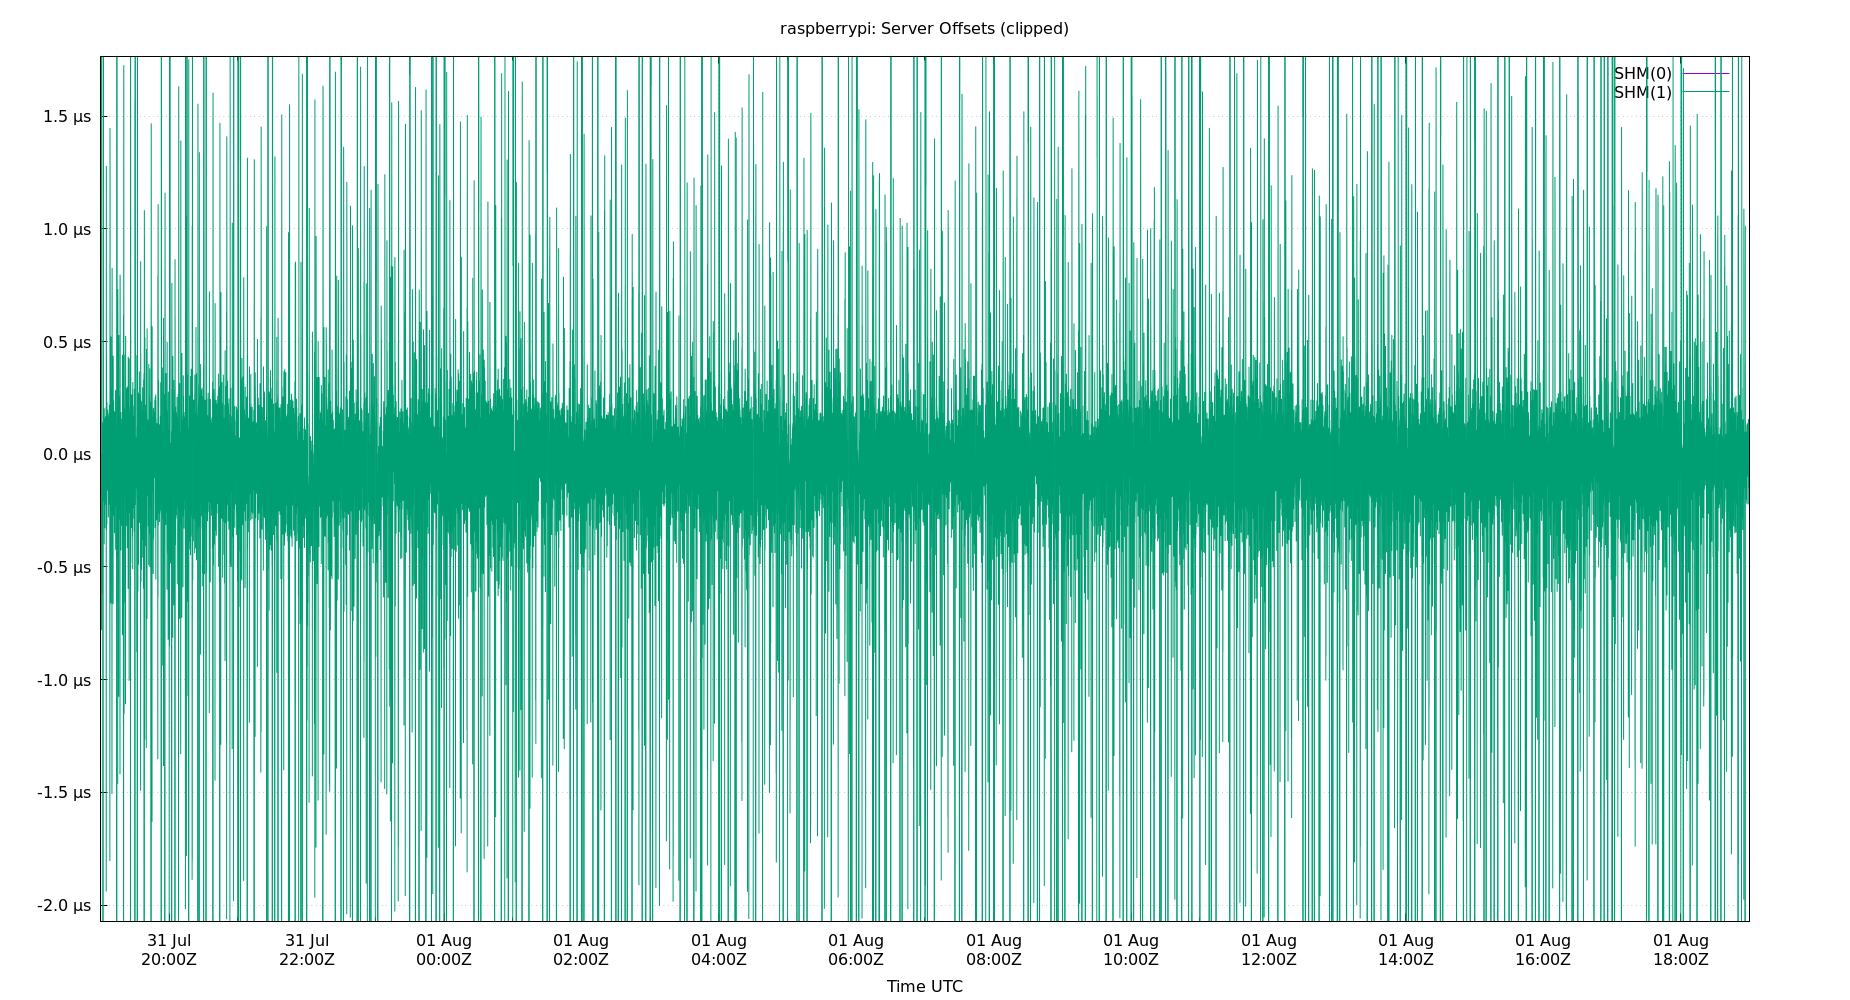 raspberrypi: Server Offsets (clipped)
SHM(0)
SHM(1)
1.5 µs
1.0 µs
0.5 µs
0.0 µs
-0.5 µs
-1.0 µs
-1.5 µs
-2.0 µs
31 Jul 31 Jul 01 Aug 01 Aug 01 Aug 01 Aug 01 Aug 01 Aug 01 Aug 01 Aug 01 Aug 01 Aug
20:00Z 22:00Z 00:00Z 02:00Z 04:00Z 06:00Z 08:00Z 10:00Z 12:00Z 14:00Z 16:00Z 18:00Z
Time UTC